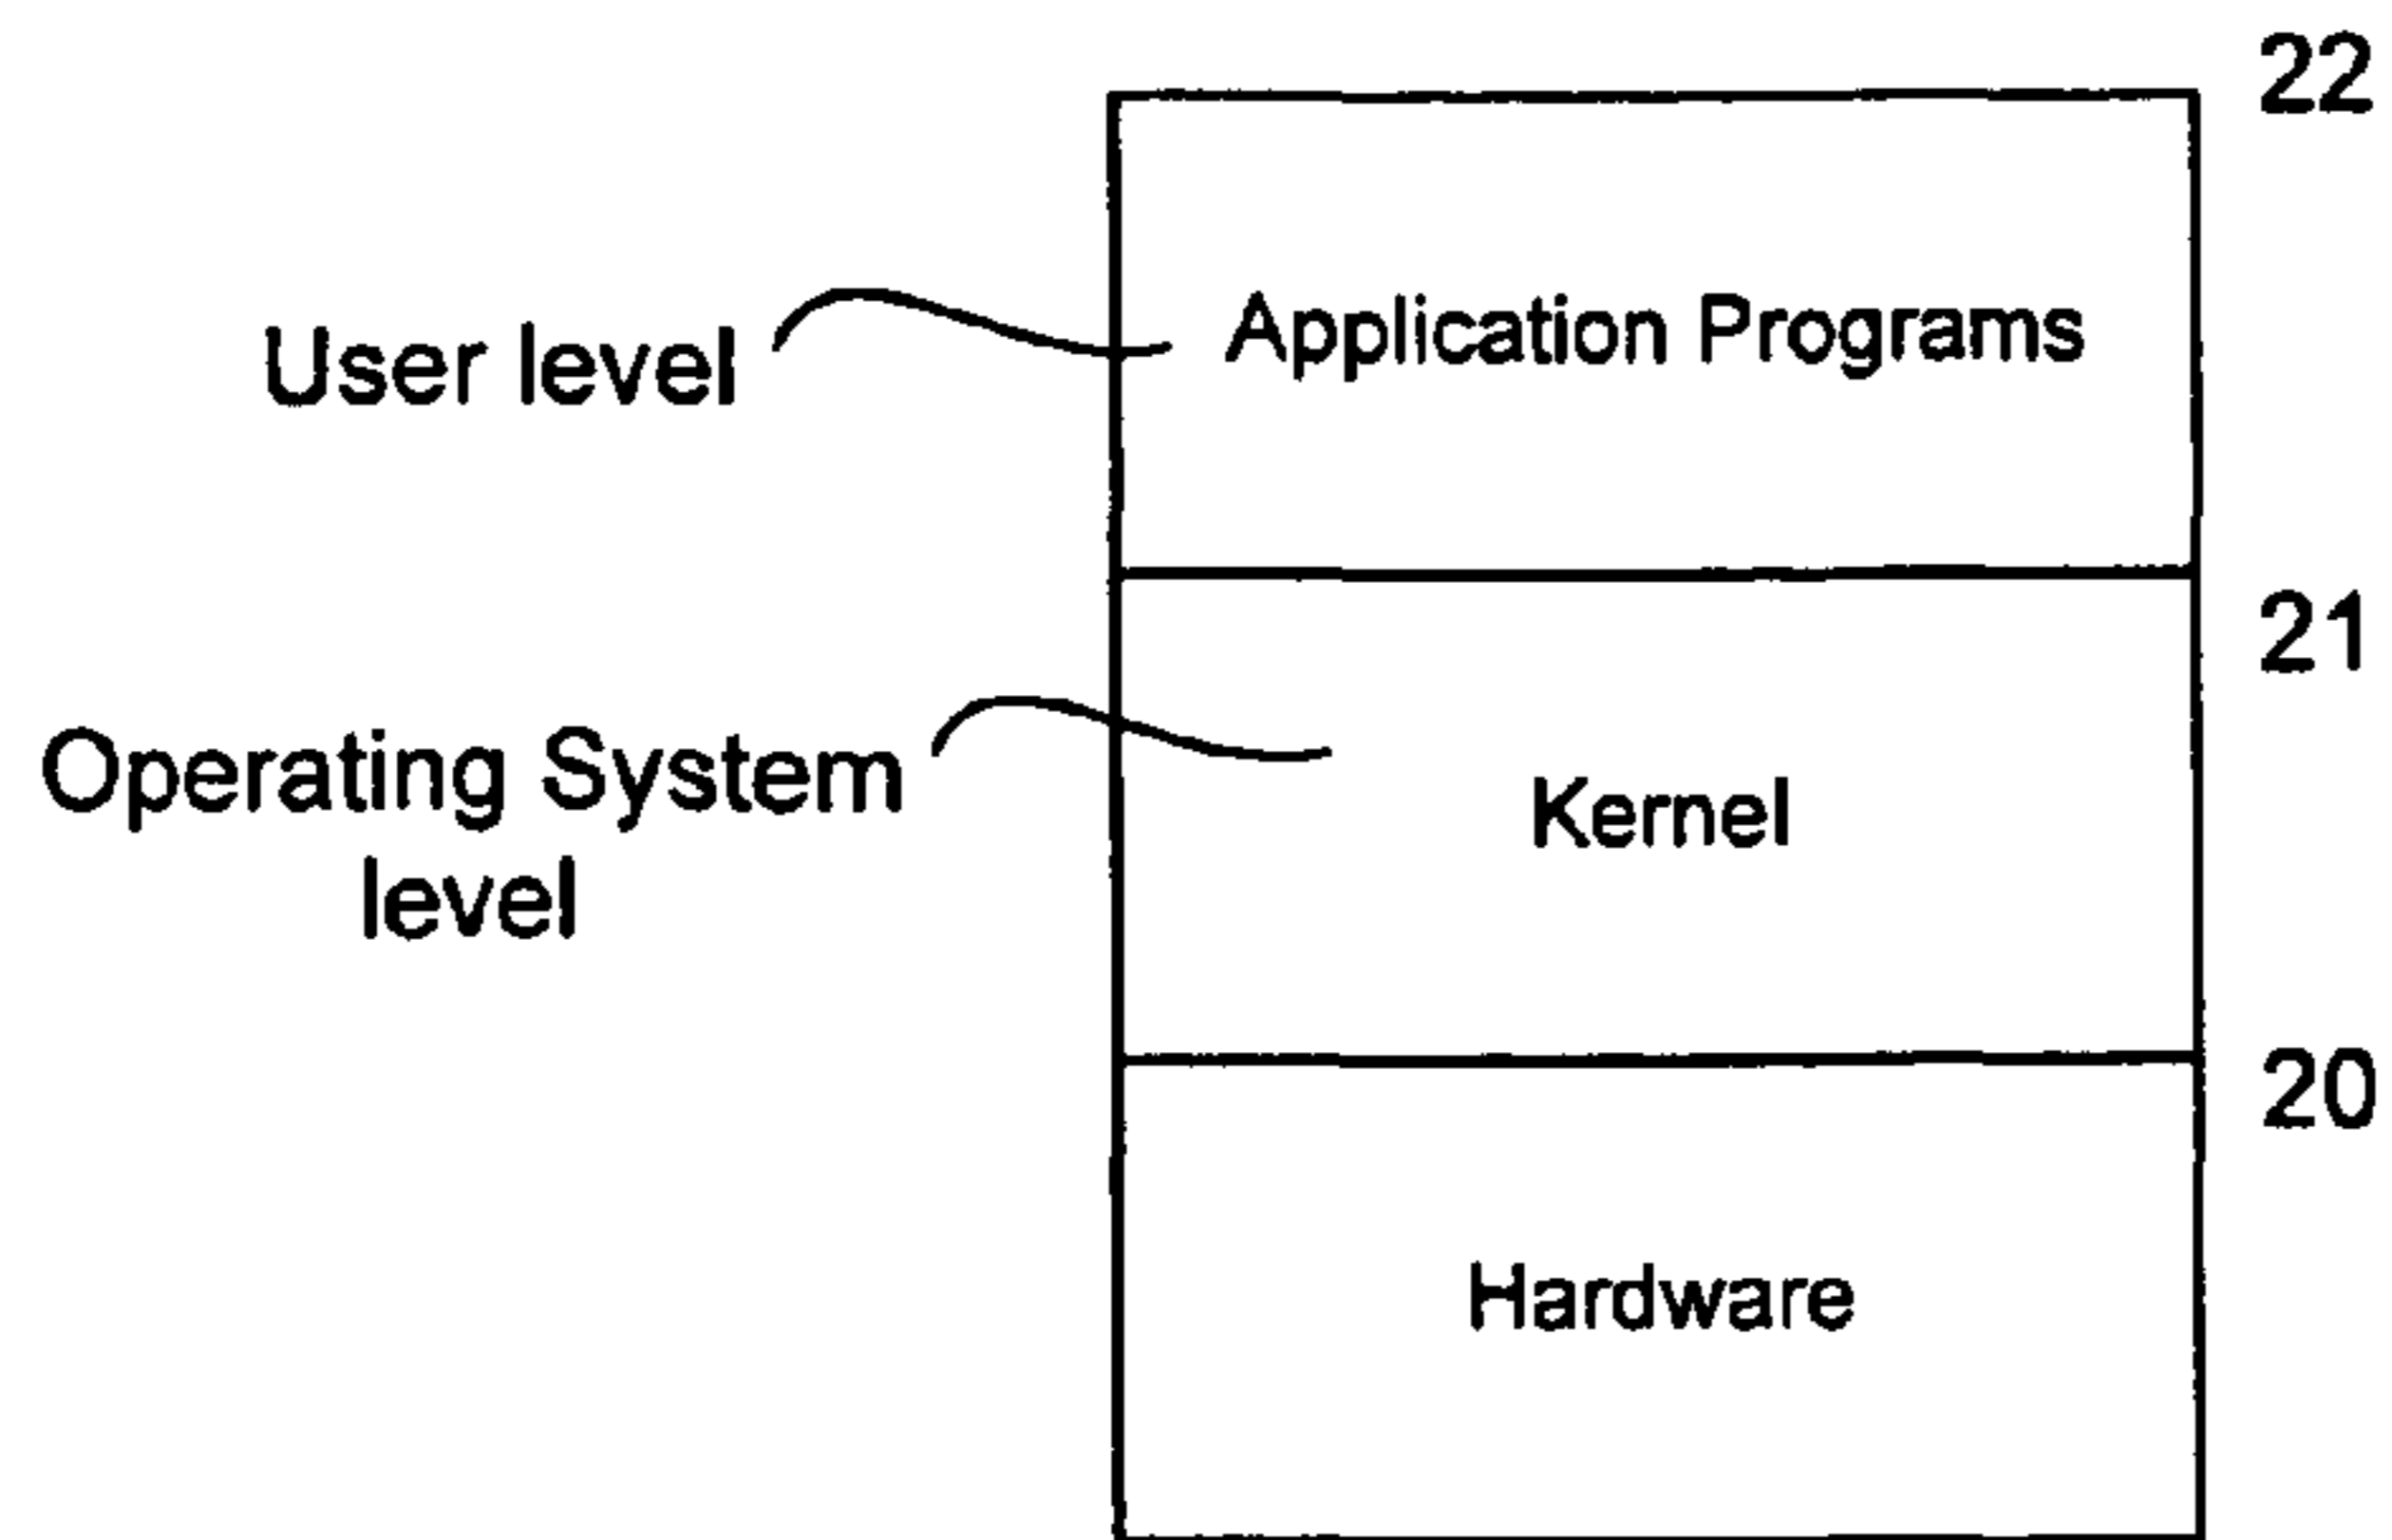 22
User level
Application Programs
21
Operating System
level
Kernel
20
Hardware